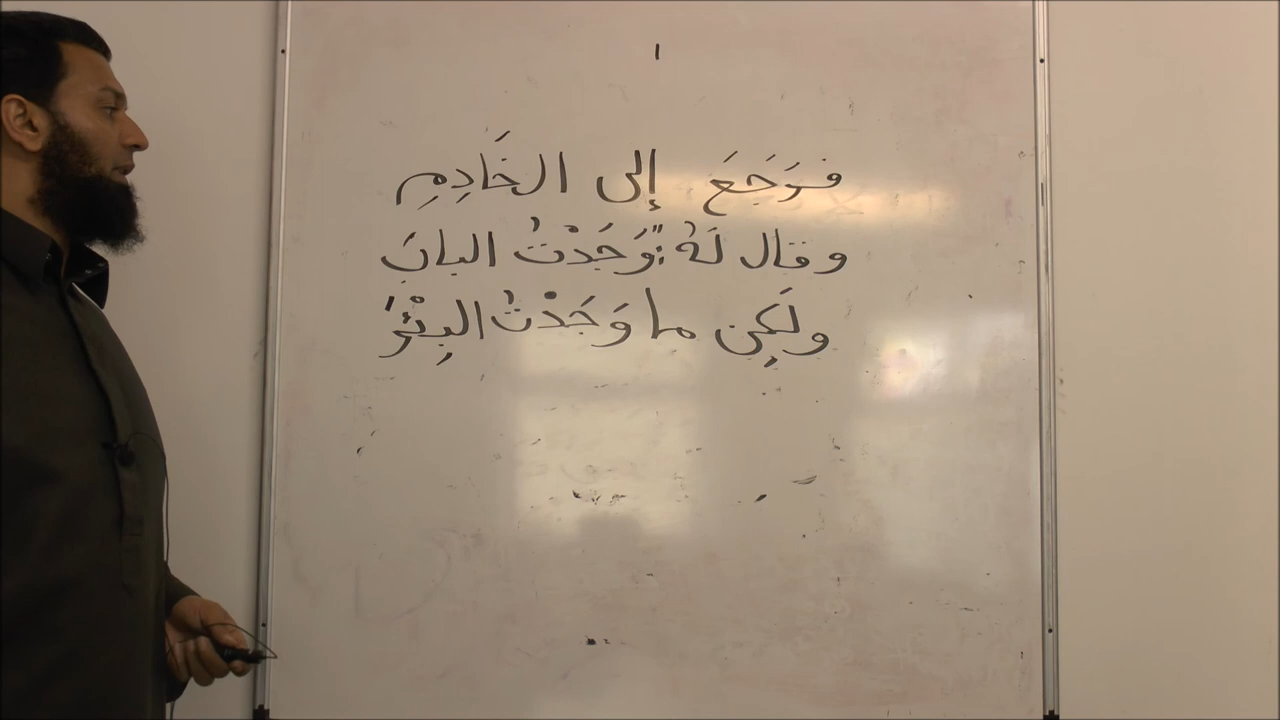 ١
فَرَجَعَ إلى الخَادِمِ
وقال لَهُ: "وَجَدْتُ البابَ
ولَكِن ما وَجَدْتُ البِئْرَ"